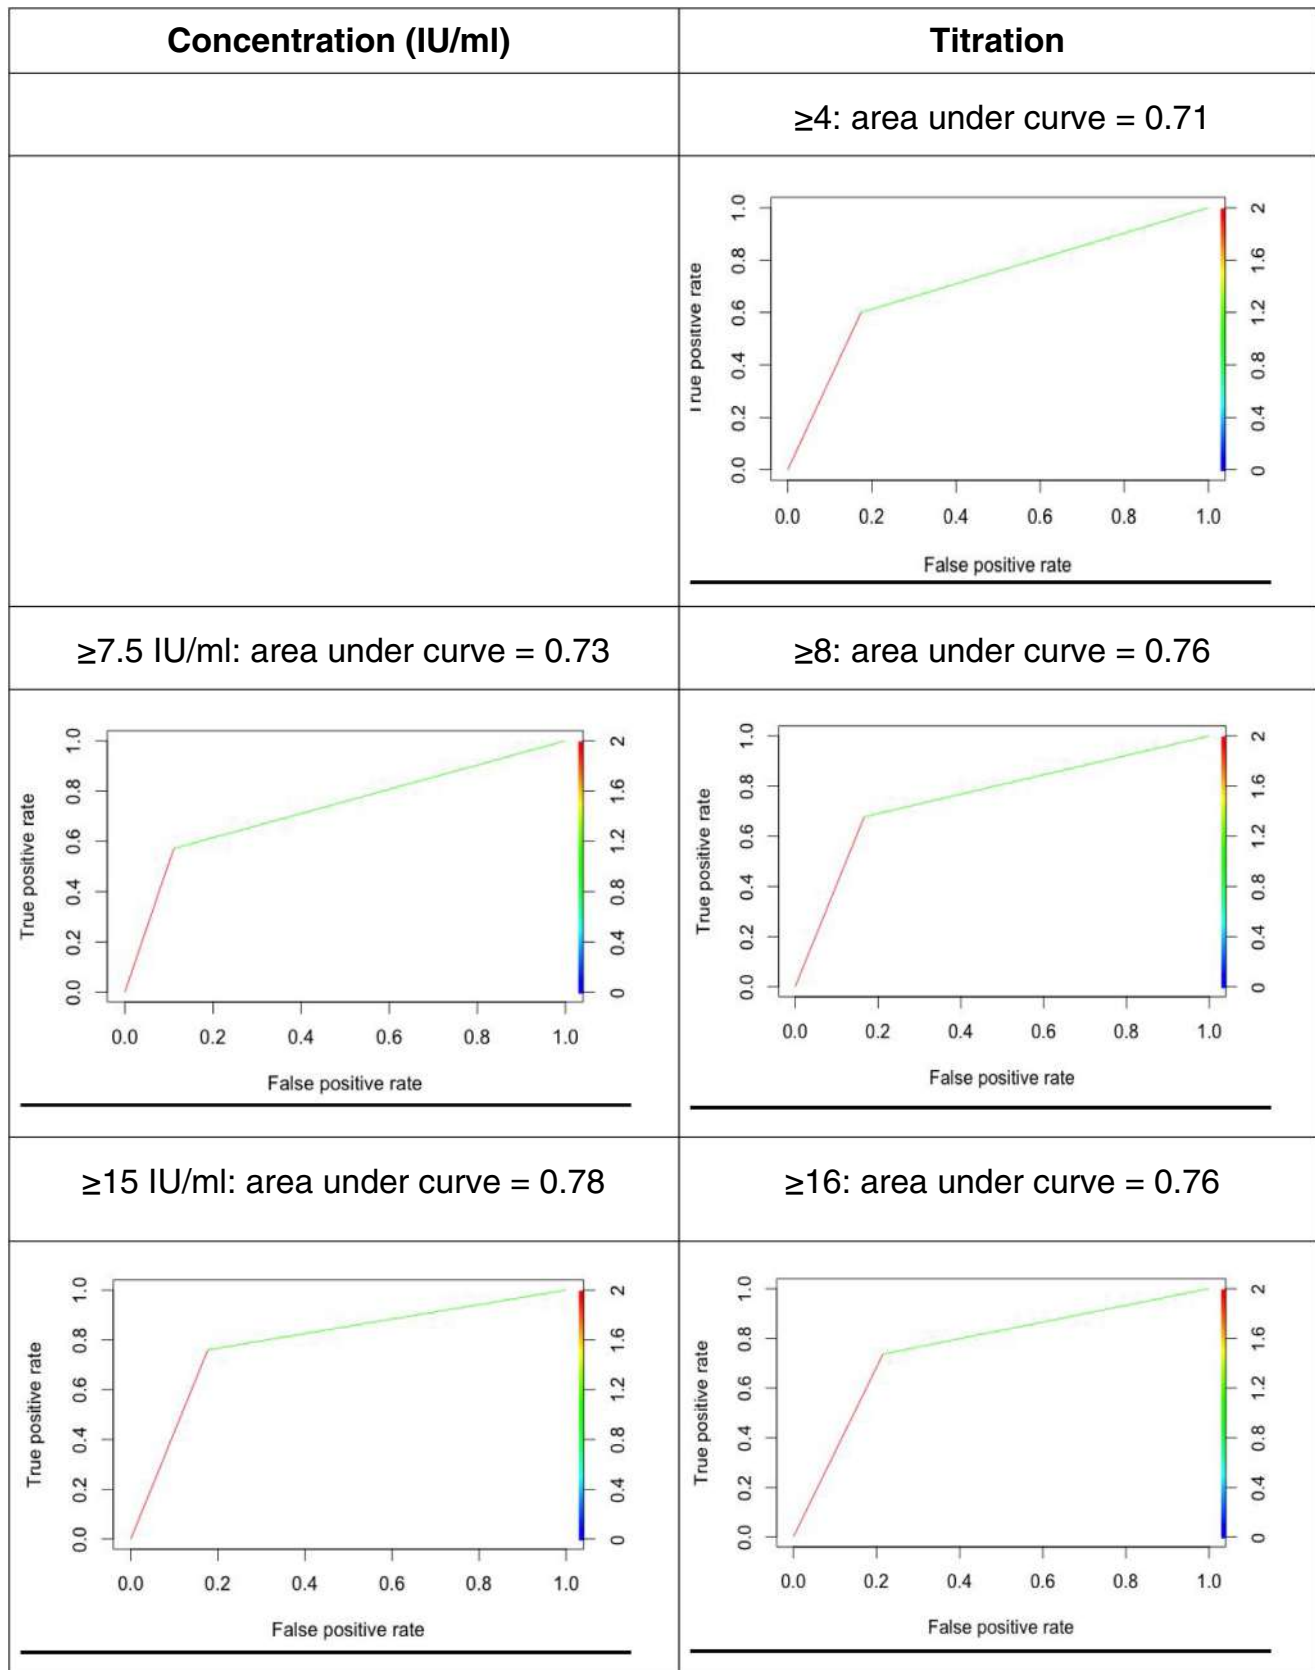 Concentration (IU/ml)
Titration
≥4: area under curve = 0.71
True positive rate
0.0 0.2 0.4 0.6 0.8 1.0
0 0.4 0.8 1.2 1.6 2
0.0 0.2 0.4 0.6 0.8 1.0
False positive rate
≥7.5 IU/ml: area under curve = 0.73
≥8: area under curve = 0.76
True positive rate
0.0 0.2 0.4 0.6 0.8 1.0
0 0.4 0.8 1.2 1.6 2
0.0 0.2 0.4 0.6 0.8 1.0
False positive rate
True positive rate
0.0 0.2 0.4 0.6 0.8 1.0
0 0.4 0.8 1.2 1.6 2
0.0 0.2 0.4 0.6 0.8 1.0
False positive rate
≥15 IU/ml: area under curve = 0.78
≥16: area under curve = 0.76
True positive rate
0.0 0.2 0.4 0.6 0.8 1.0
0 0.4 0.8 1.2 1.6 2
0.0 0.2 0.4 0.6 0.8 1.0
False positive rate
True positive rate
0.0 0.2 0.4 0.6 0.8 1.0
0 0.4 0.8 1.2 1.6 2
0.0 0.2 0.4 0.6 0.8 1.0
False positive rate